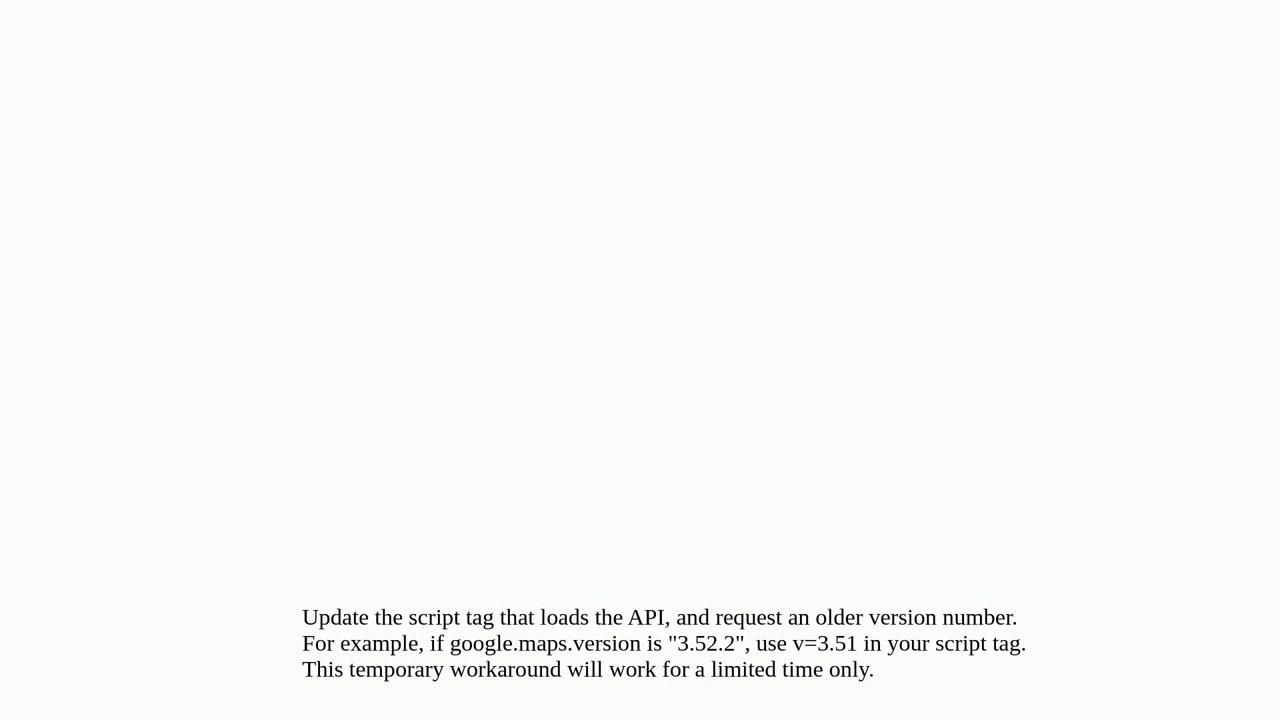 Update the script tag that loads the API, and request an older version number.
For example, if google.maps.version is "3.52.2", use v=3.51 in your script tag.
This temporary workaround will work for a limited time only.